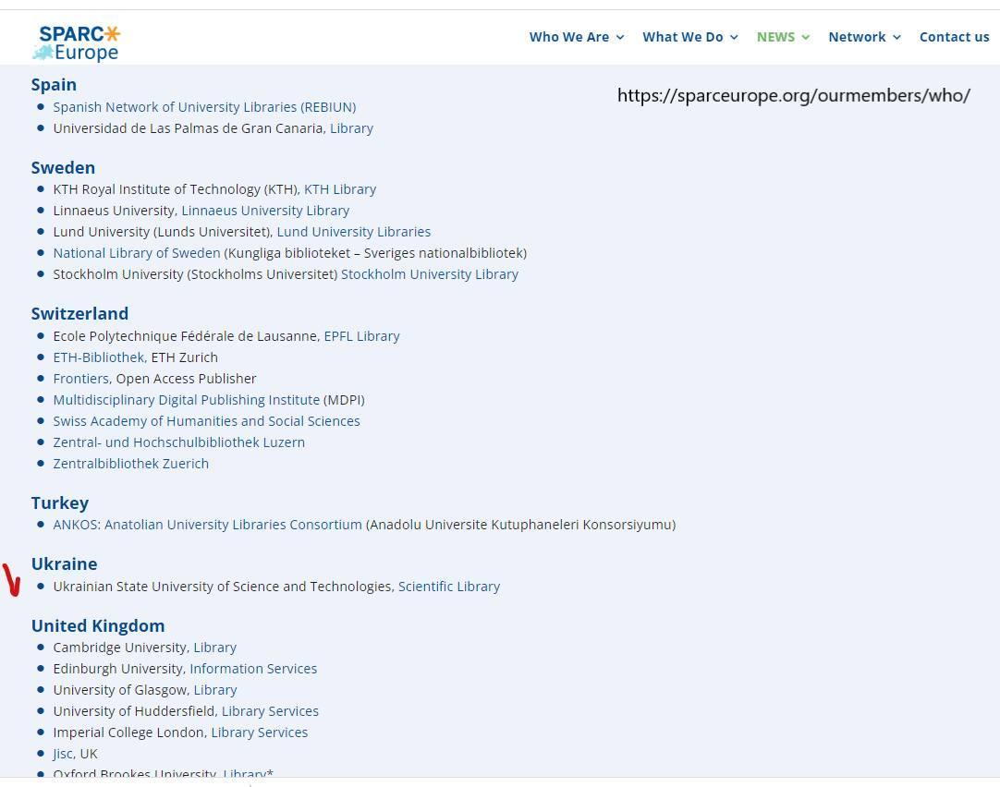 SPARC
Europe
Who We Are What We Do NEWS Network Contact us
Spain
https://sparceurope.org/ourmembers/who/
Spanish Network of University Libraries (REBIUN)
Universidad de Las Palmas de Gran Canaria, Library
Sweden
KTH Royal Institute of Technology (KTH), KTH Library
Linnaeus University, Linnaeus University Library
Lund University (Lunds Universitet), Lund University Libraries
National Library of Sweden (Kungliga biblioteket – Sveriges nationalbibliotek)
Stockholm University (Stockholms Universitet) Stockholm University Library
Switzerland
Ecole Polytechnique Fédérale de Lausanne, EPFL Library
ETH-Bibliothek, ETH Zurich
Frontiers, Open Access Publisher
Multidisciplinary Digital Publishing Institute (MDPI)
Swiss Academy of Humanities and Social Sciences
Zentral- und Hochschulbibliothek Luzern
Zentralbibliothek Zuerich
Turkey
ANKOS: Anatolian University Libraries Consortium (Anadolu Universite Kutuphaneleri Konsorsiyumu)
Ukraine
Ukrainian State University of Science and Technologies, Scientific Library
United Kingdom
Cambridge University, Library
Edinburgh University, Information Services
University of Glasgow, Library
University of Huddersfield, Library Services
Imperial College London, Library Services
Jisc, UK
Oxford Brookes University, Library*